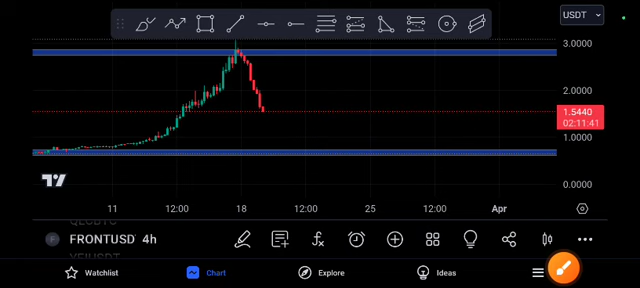 USDT
3.0000
2.0000
1.5440
02:11:41
1.0000
0.0000
11 12:00 18 12:00 25 12:00 Apr
FRONTUSD 4h
Watchlist Chart Explore Ideas